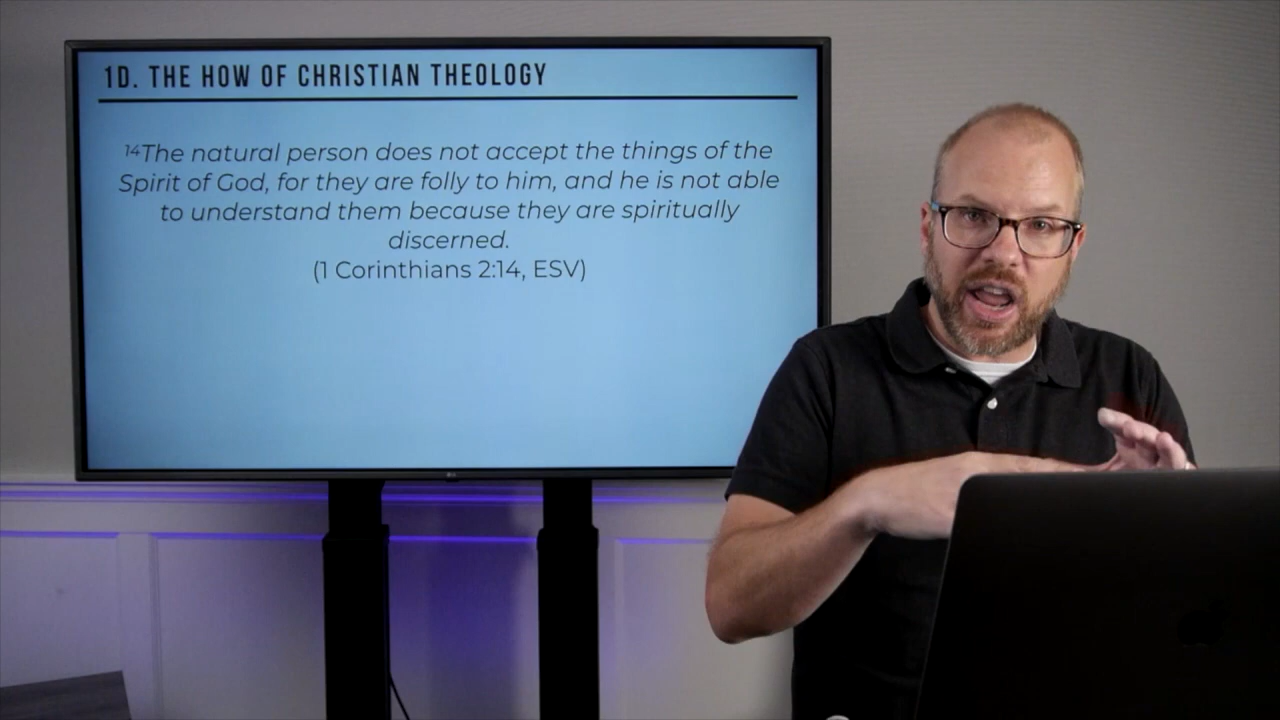 1D. THE HOW OF CHRISTIAN THEOLOGY
¹⁴The natural person does not accept the things of the
Spirit of God, for they are folly to him, and he is not able
to understand them because they are spiritually
discerned.
(1 Corinthians 2:14, ESV)
LG